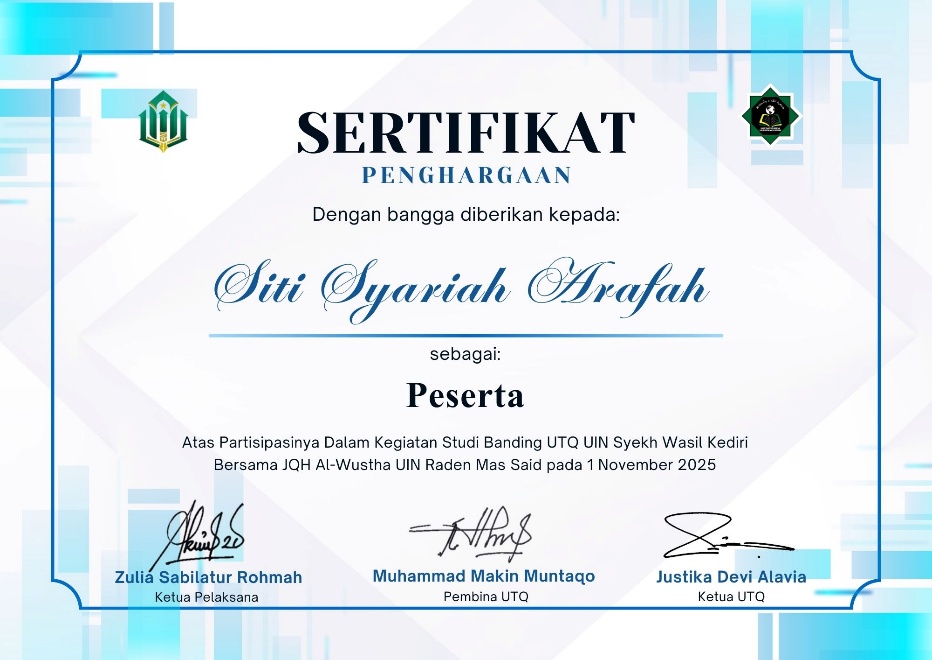 SERTIFIKAT
PENGHARGAAN
Dengan bangga diberikan kepada:
Siti Syariah Arafah
sebagai:
Peserta
Atas Partisipasinya Dalam Kegiatan Studi Banding UTQ UIN Syekh Wasil Kediri
Bersama JQH Al-Wustha UIN Raden Mas Said pada 1 November 2025
Zulia Sabilatur Rohmah
Ketua Pelaksana
Muhammad Makin Muntaqo
Pembina UTQ
Justika Devi Alavia
Ketua UTQ